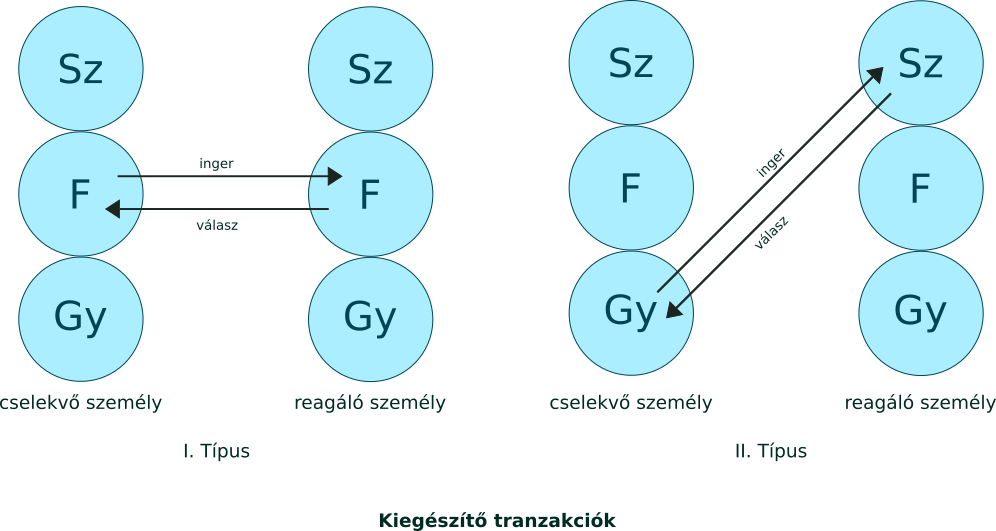 Sz
Sz
inger
F
F
válasz
Gy
Gy
cselekvő személy
reagáló személy
I. Típus
Sz
Sz
inger
F
F
válasz
Gy
Gy
cselekvő személy
reagáló személy
II. Típus
Kiegészítő tranzakciók